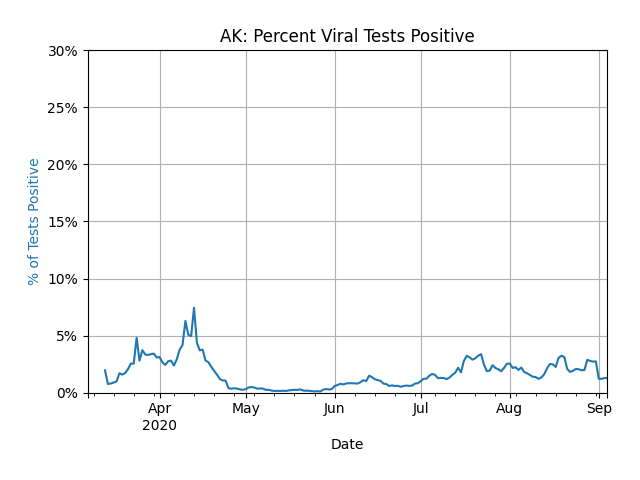 AK: Percent Viral Tests Positive
30%
25%
20%
15%
10%
5%
0%
% of Tests Positive
Apr
2020
May
Jun
Jul
Aug
Sep
Date